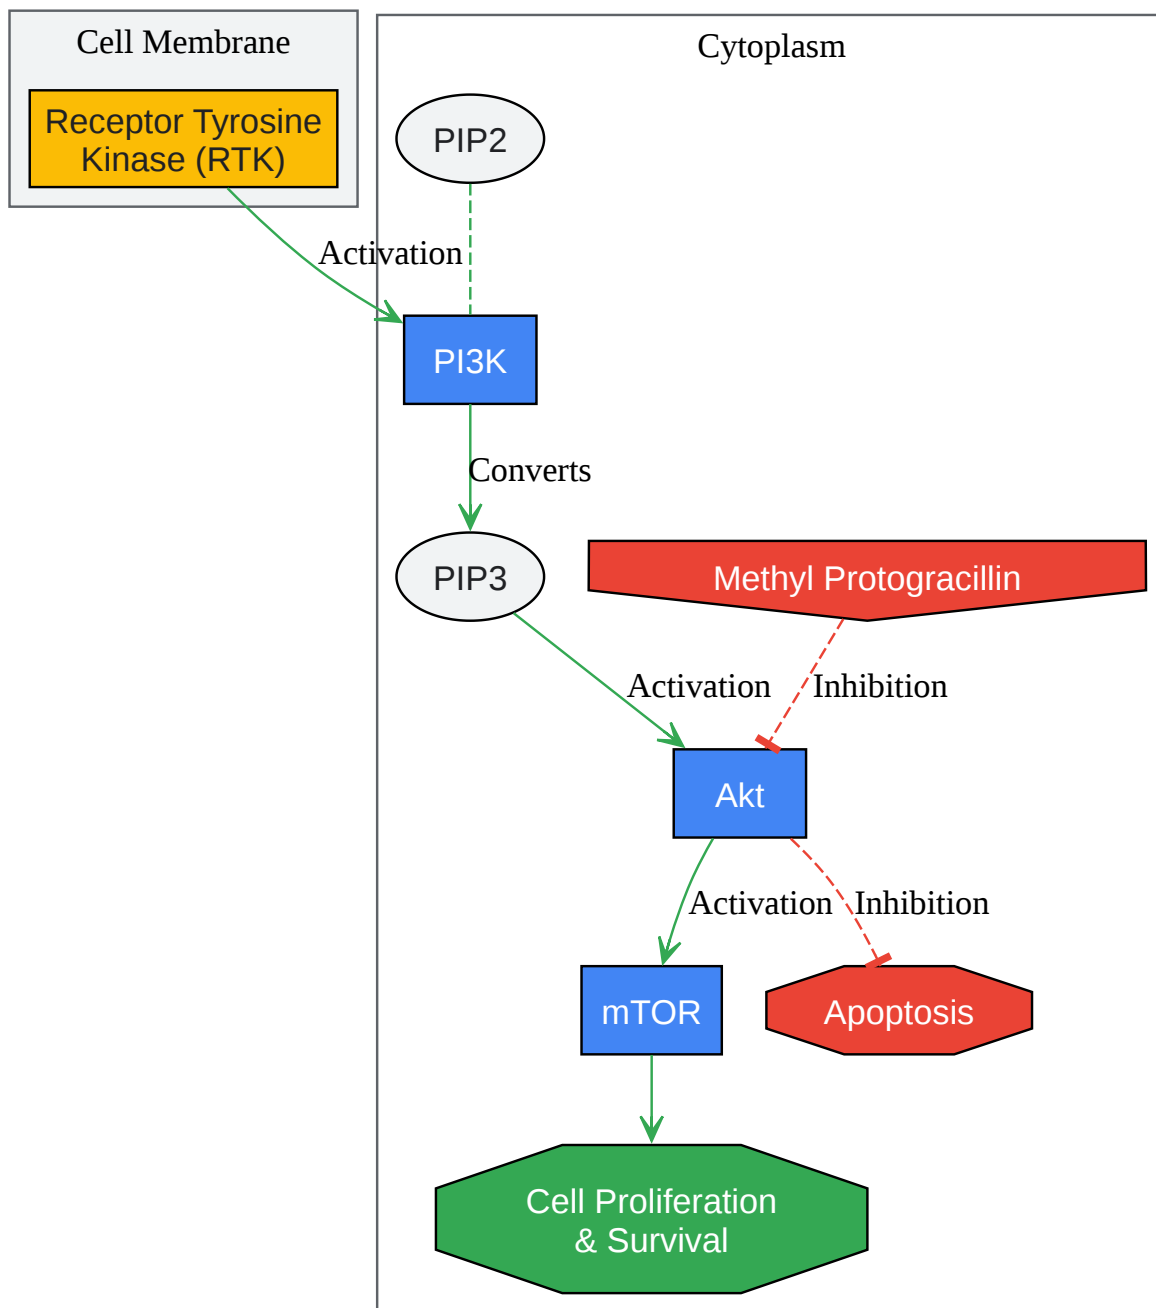 Cell Membrane
Cytoplasm
Receptor Tyrosine
Kinase (RTK)
PIP2
Activation
PI3K
Converts
PIP3
Methyl Protogracillin
Activation
Inhibition
Akt
Activation
Inhibition
mTOR
Apoptosis
Cell Proliferation
& Survival